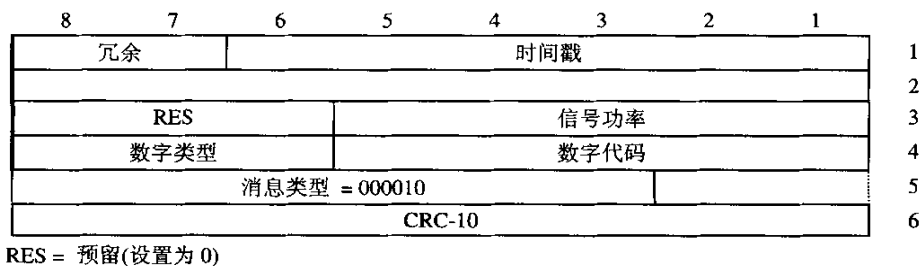 8 7 6 5 4 3 2 1
冗余 时间戳 1
2
RES 信号功率 3
数字类型 数字代码 4
消息类型 = 000010 5
CRC-10 6
RES = 预留(设置为 0)